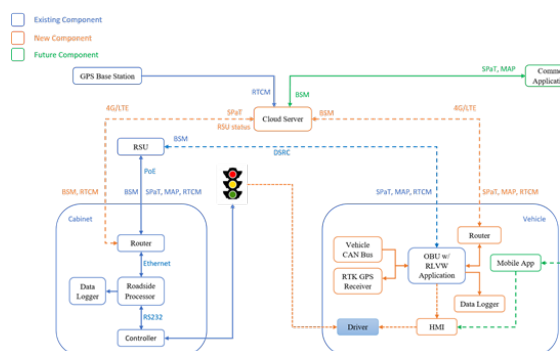 Existing Component
New Component
Future Component
GPS Base Station
SPaT, MAP
RTCM
BSM
4G/LTE
SPaT
RSU status
Cloud Server
BSM
4G/LTE
BSM
RSU
DSRC
PoE
BSM, RTCM
BSM
SPaT, MAP, RTCM
SPaT, MAP, RTCM
SPaT, MAP, RTCM
Cabinet
Vehicle
Router
Ethernet
Data
Logger
Roadside
Processor
RS232
Controller
Vehicle
CAN Bus
RTK GPS
Receiver
OBU w/
RLVW
Application
Router
Mobile App
Data Logger
Driver
HMI